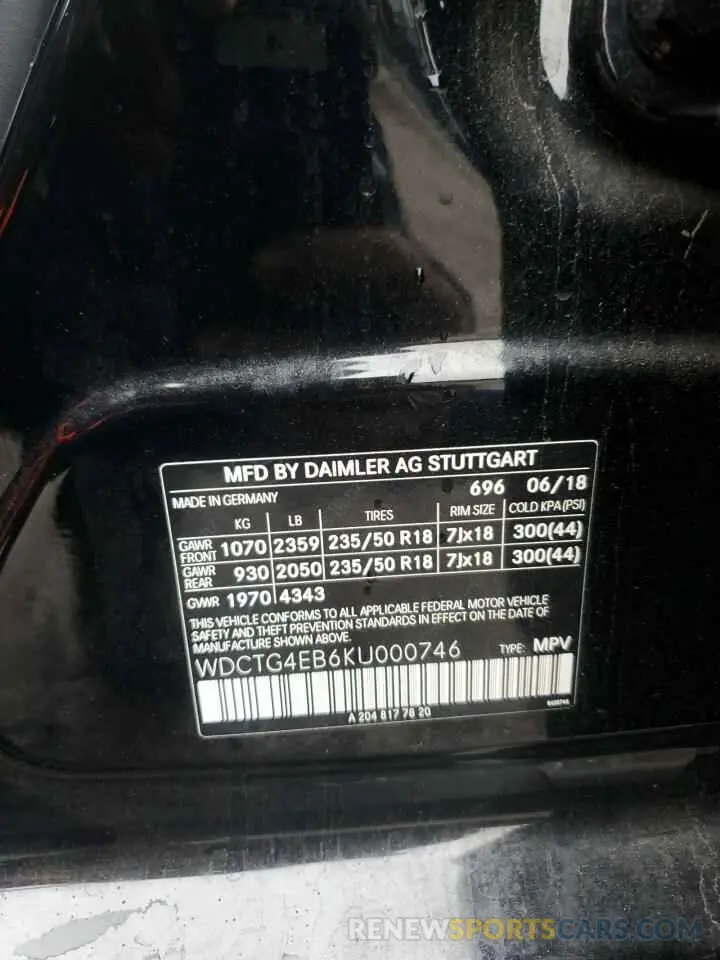 MFD BY DAIMLER AG STUTTGART
MADE IN GERMANY 696 06/18
KG LB TIRES RIM SIZE COLD KPA(PSI)
GAWR FRONT 1070 2359 235/50 R18 7Jx18 300(44)
GAWR REAR 930 2050 235/50 R18 7Jx18 300(44)
GVWR 1970 4343
THIS VEHICLE CONFORMS TO ALL APPLICABLE FEDERAL MOTOR VEHICLE
SAFETY AND THEFT PREVENTION STANDARDS IN EFFECT ON THE DATE OF
MANUFACTURE SHOWN ABOVE.
WDCTG4EB6KU000746 TYPE: MPV
A 204 817 78 20
RENEWSPORTSCARS.COM